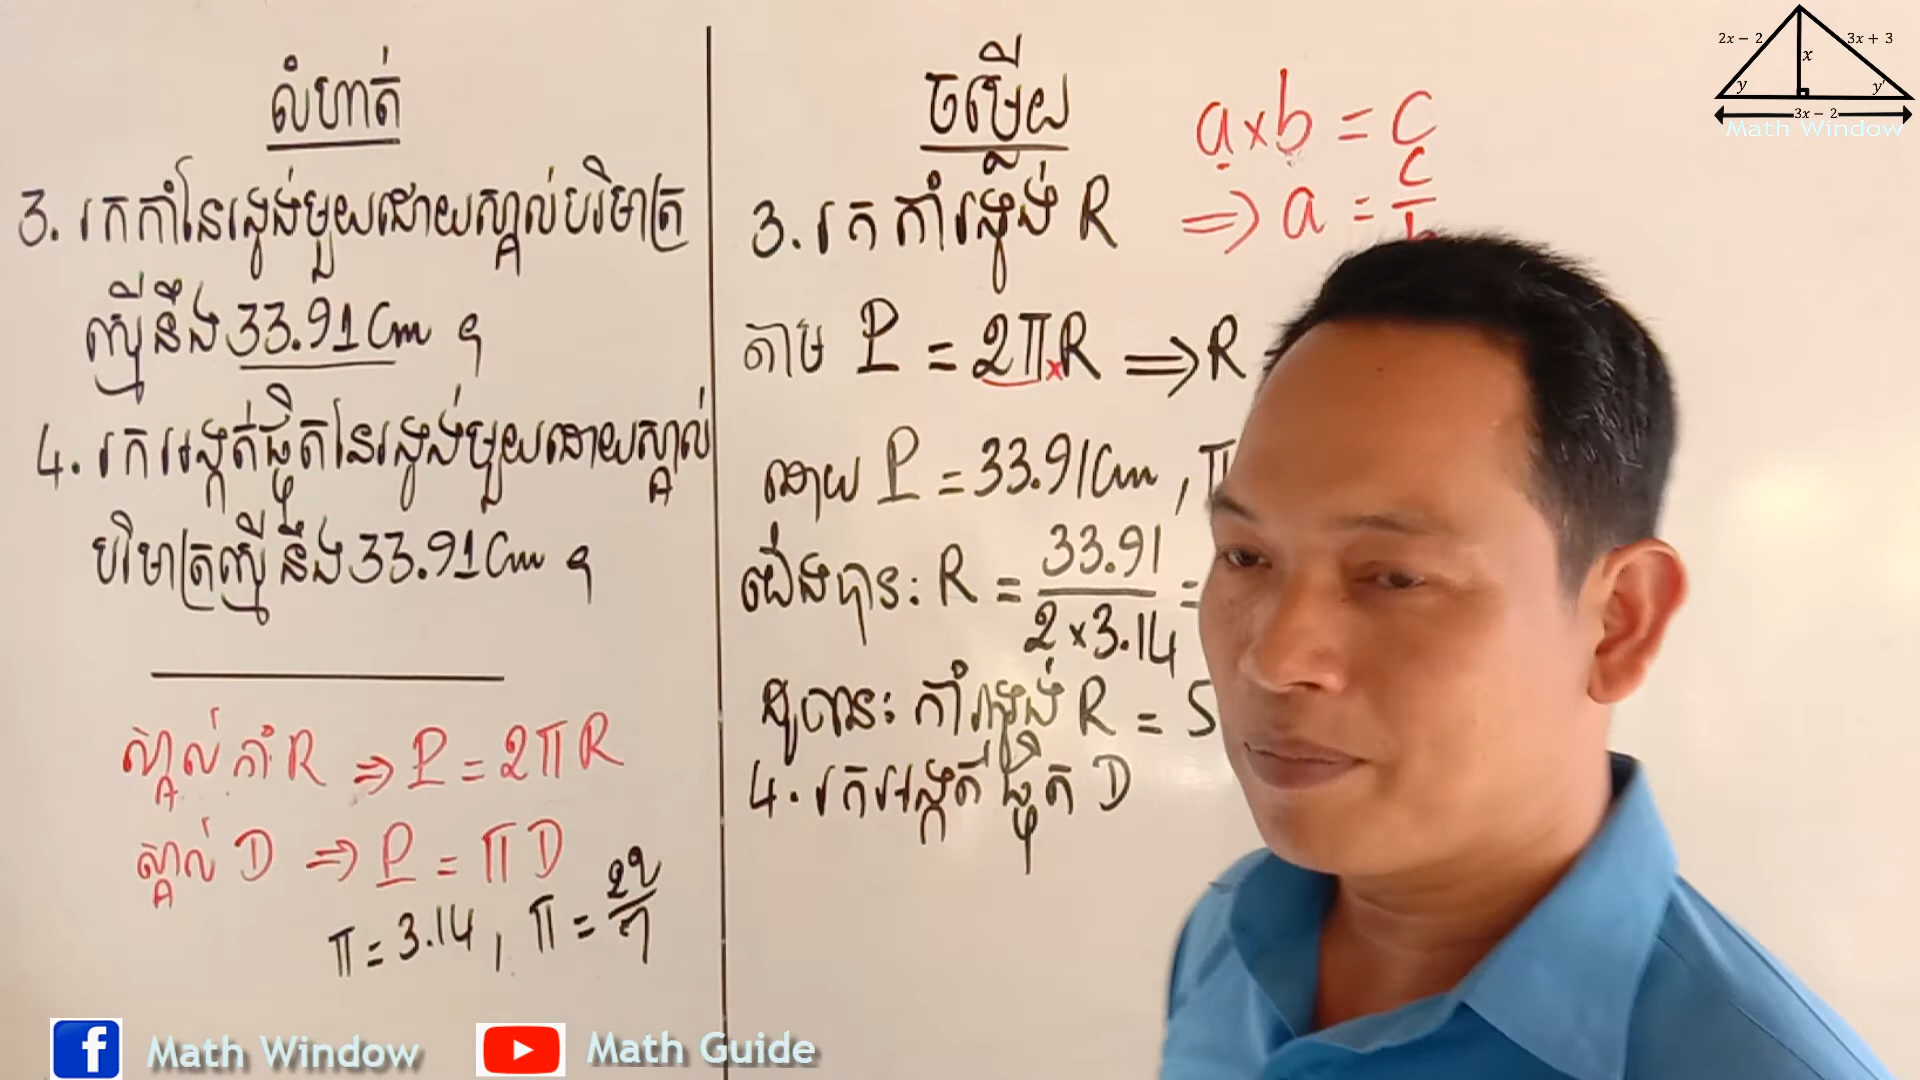 លំហាត់
3. រកកាំនៃរង្វង់មួយដោយស្គាល់បរិមាត្រ
ស្មើនឹង 33.91 Cm ។
4. រកអង្កត់ផ្ចិតនៃរង្វង់មួយដោយស្គាល់
បរិមាត្រស្មើនឹង 33.91 Cm ។
ស្គាល់កាំ R ⇒ P = 2πR
ស្គាល់ D ⇒ P = πD
π = 3.14 , π = 22/7
ចម្លើយ
3. រកកាំរង្វង់ R
តាម P = 2π×R ⇒ R
ដោយ P = 33.91 Cm , π
យើងបាន: R = 33.91/2×3.14 =
ដូចនេះ កាំរង្វង់ R = 5
4. រកអង្កត់ផ្ចិត D
a×b = c
⇒ a = c/b
2x − 2
3x + 3
x
y
y'
3x − 2
Math Window
Math Window
Math Guide